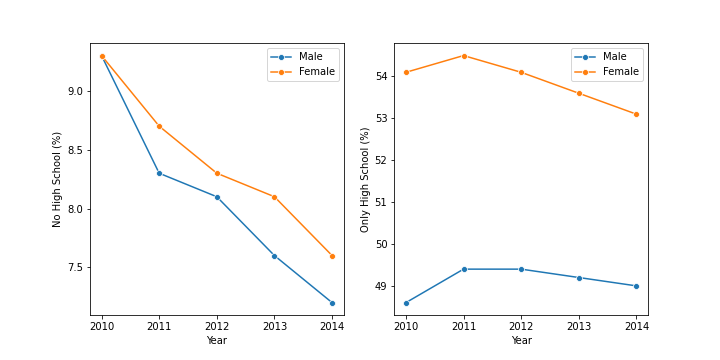 Male
Female
9.0
8.5
8.0
7.5
No High School (%)
2010 2011 2012 2013 2014
Year
Male
Female
54
53
52
51
50
49
Only High School (%)
2010 2011 2012 2013 2014
Year